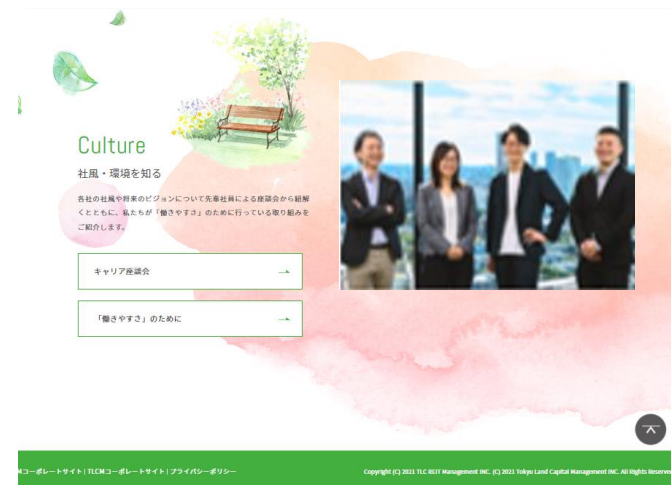 Culture
社風・環境を知る
各社の社風や将来のビジョンについて先輩社員による座談会から紐解
くとともに、私たちが「働きやすさ」のために行っている取り組みを
ご紹介します。
キャリア座談会
「働きやすさ」のために
Mコーポレートサイト | TLCMコーポレートサイト | プライバシーポリシー
Copyright (C) 2021 TLC REIT Management INC. (C) 2021 Tokyu Land Capital Management INC. All Rights Reserve